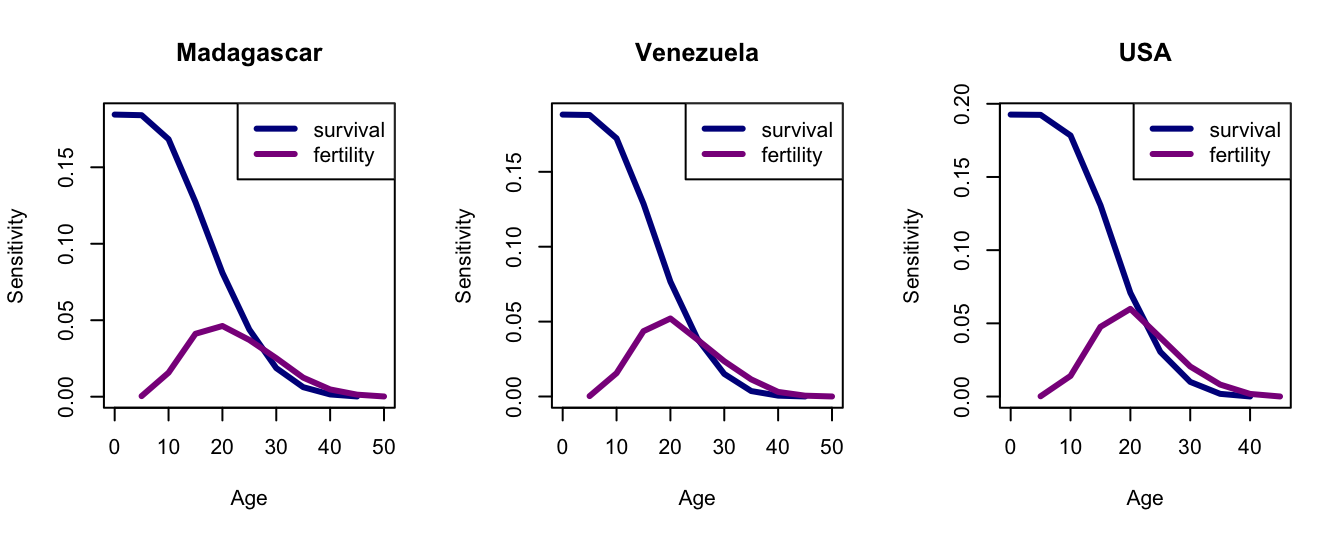 Madagascar
Sensitivity
0.00 0.05 0.10 0.15
survival
fertility
0 10 20 30 40 50
Age
Venezuela
Sensitivity
0.00 0.05 0.10 0.15
survival
fertility
0 10 20 30 40 50
Age
USA
Sensitivity
0.00 0.05 0.10 0.15 0.20
survival
fertility
0 10 20 30 40
Age